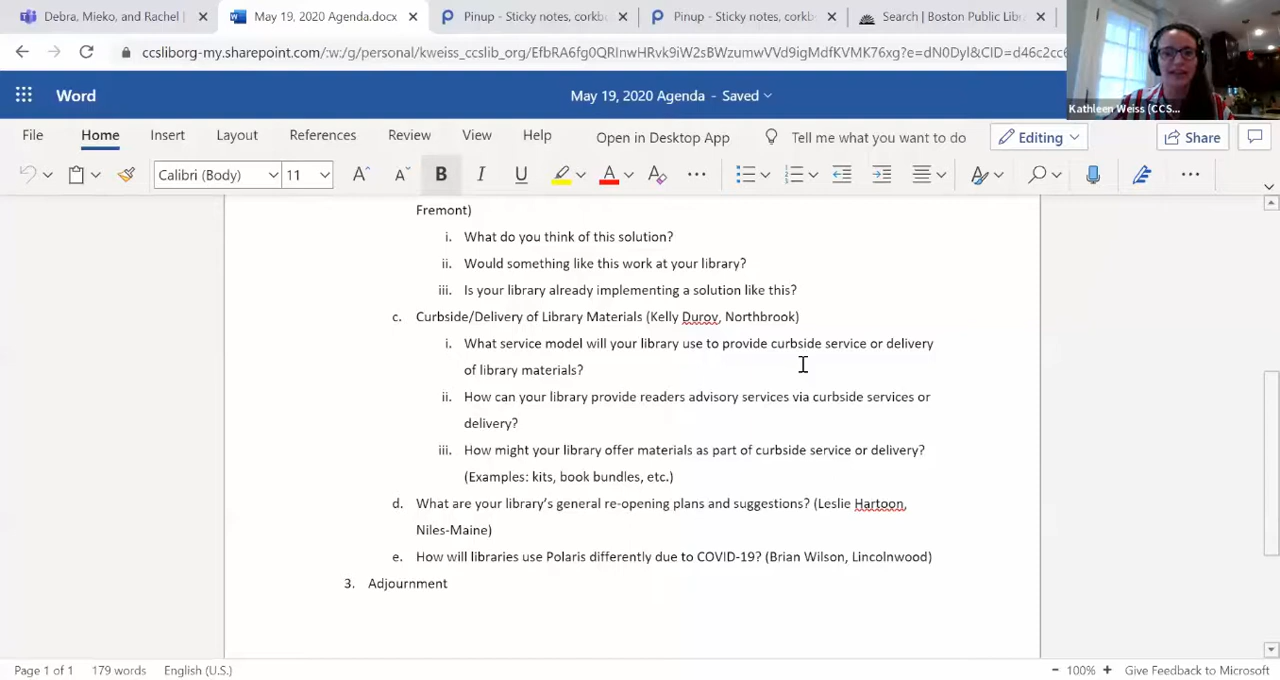 Debra, Mieko, and Rachel |
May 19, 2020 Agenda.docx
Pinup - Sticky notes, corkb
Pinup - Sticky notes, corkb
Search | Boston Public Libr
ccsliborg-my.sharepoint.com/:w:/g/personal/kweiss_ccslib_org/EfbRA6fg0QRInwHRvk9iW2sBWzumwVVd9igMdfKVMK76xg?e=dN0DyI&CID=d46c2cc6
Kathleen Weiss (CCS...
Word
May 19, 2020 Agenda - Saved
File Home Insert Layout References Review View Help Open in Desktop App Tell me what you want to do Editing Share
Calibri (Body) 11
Fremont)
i. What do you think of this solution?
ii. Would something like this work at your library?
iii. Is your library already implementing a solution like this?
c. Curbside/Delivery of Library Materials (Kelly Durov, Northbrook)
i. What service model will your library use to provide curbside service or delivery
of library materials?
ii. How can your library provide readers advisory services via curbside services or
delivery?
iii. How might your library offer materials as part of curbside service or delivery?
(Examples: kits, book bundles, etc.)
d. What are your library's general re-opening plans and suggestions? (Leslie Hartoon,
Niles-Maine)
e. How will libraries use Polaris differently due to COVID-19? (Brian Wilson, Lincolnwood)
3. Adjournment
Page 1 of 1 179 words English (U.S.) 100% Give Feedback to Microsoft